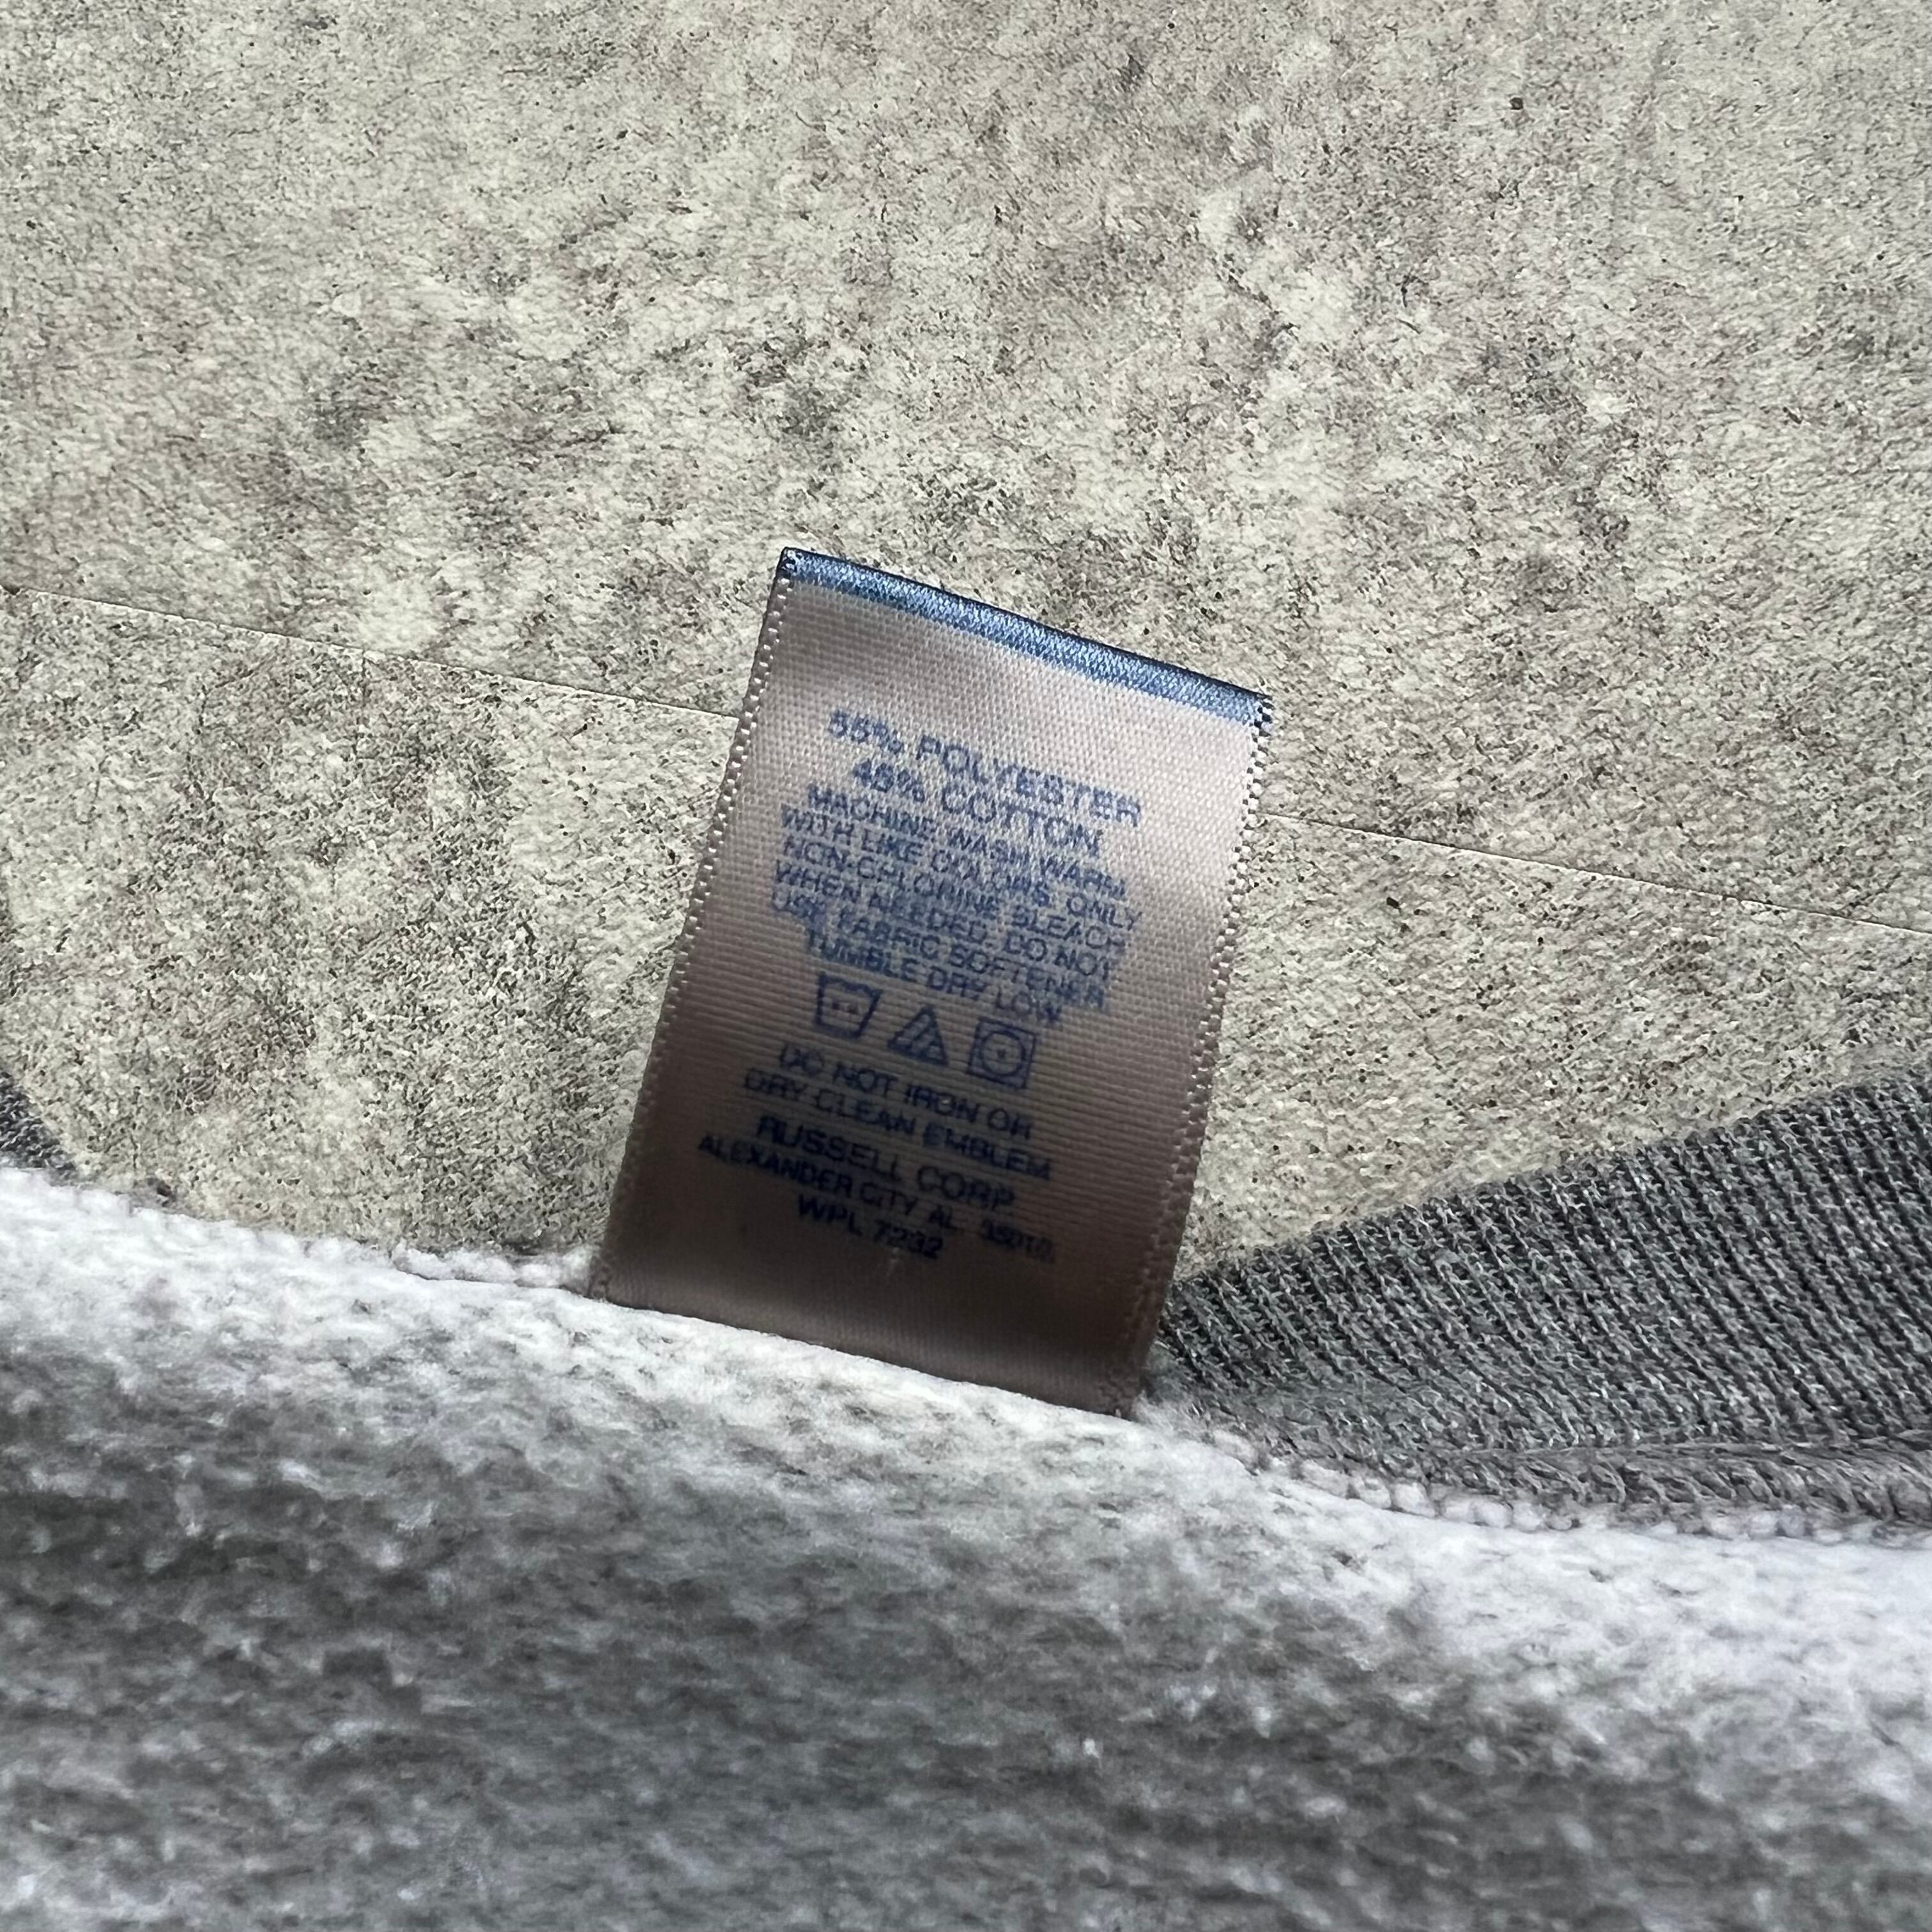 55% POLYESTER
45% COTTON
MACHINE WASH WARM
WITH LIKE COLORS. ONLY
NON-CHLORINE BLEACH
WHEN NEEDED. DO NOT
USE FABRIC SOFTENER
TUMBLE DRY LOW
DO NOT IRON OR
DRY CLEAN EMBLEM
RUSSELL CORP
ALEXANDER CITY AL. 35010.
WPL 7232